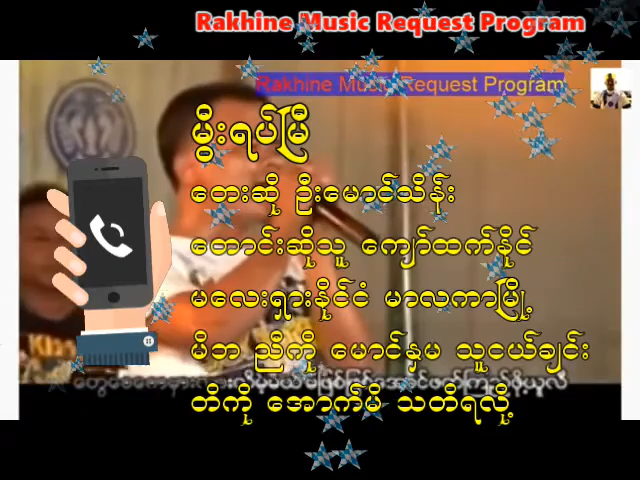 Rakhine Music Request Program
Rakhine Music Request Program
မွီးရပ်မြီ
တေးဆို ဦးမောင်သိန်း
တောင်းဆိုသူ ကျော်ထက်နိုင်
မလေးရှားနိုင်ငံ မာလကာမြို့
မိဘ ညီကို မောင်နှမ သူငယ်ချင်း
တိကို အောက်မိ သတိရလို့